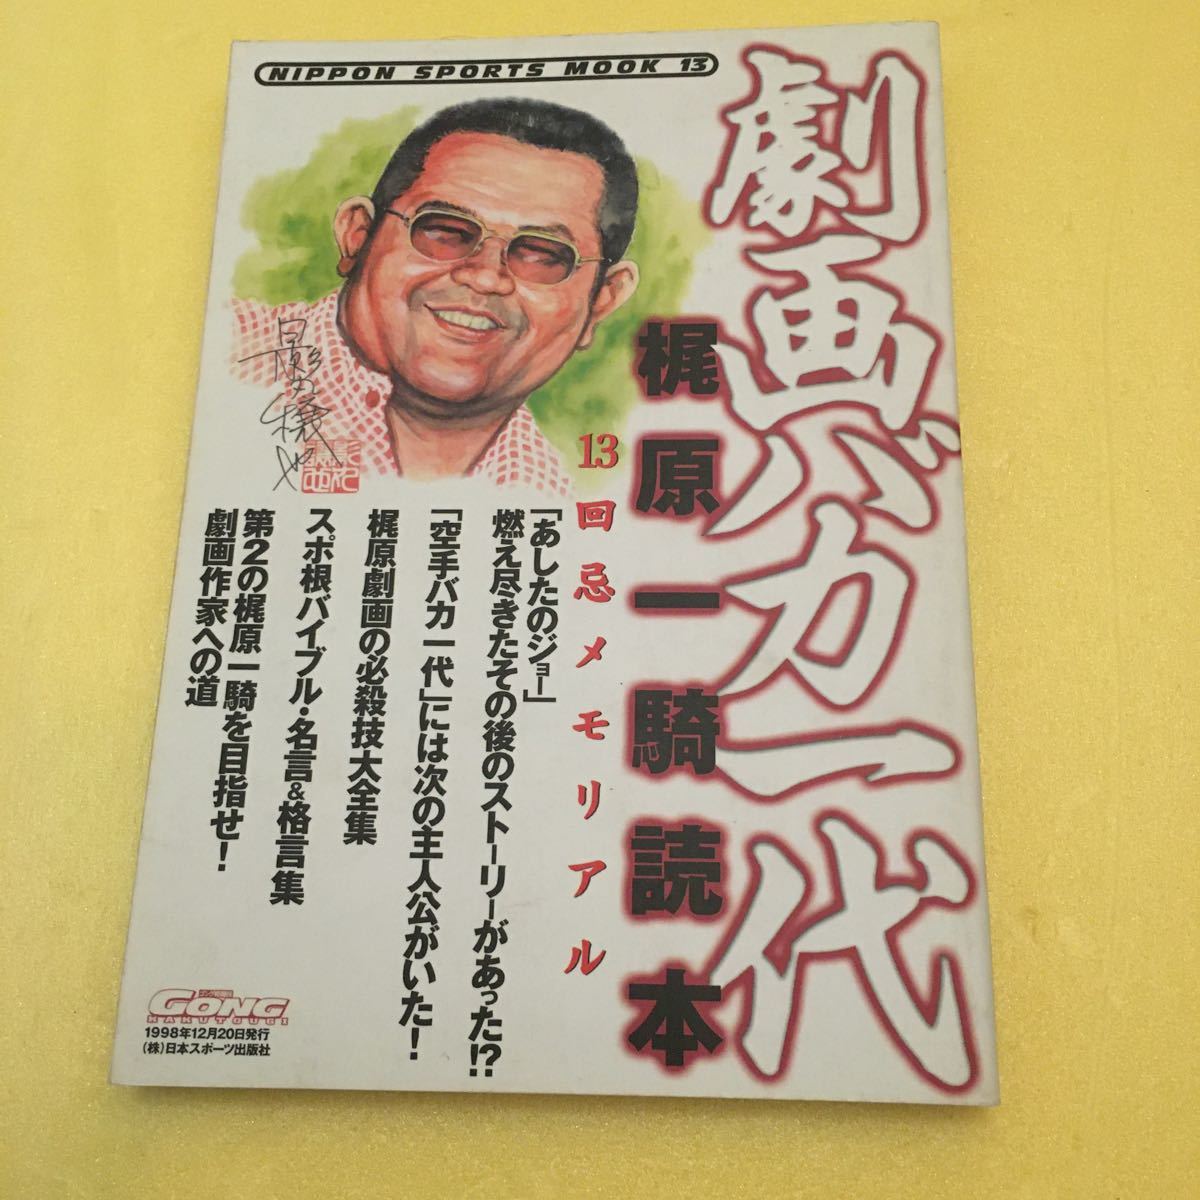 NIPPON SPORTS MOOK 13
劇画バカ一代
梶原一騎読本
13回忌メモリアル
「あしたのジョー」
燃え尽きたその後のストーリーがあった!?
「空手バカ一代」には次の主人公がいた!
梶原劇画の必殺技大全集
スポ根バイブル・名言&格言集
第2の梶原一騎を目指せ!
劇画作家への道
GONG
KAKUTOUGI
1998年12月20日発行
(株)日本スポーツ出版社